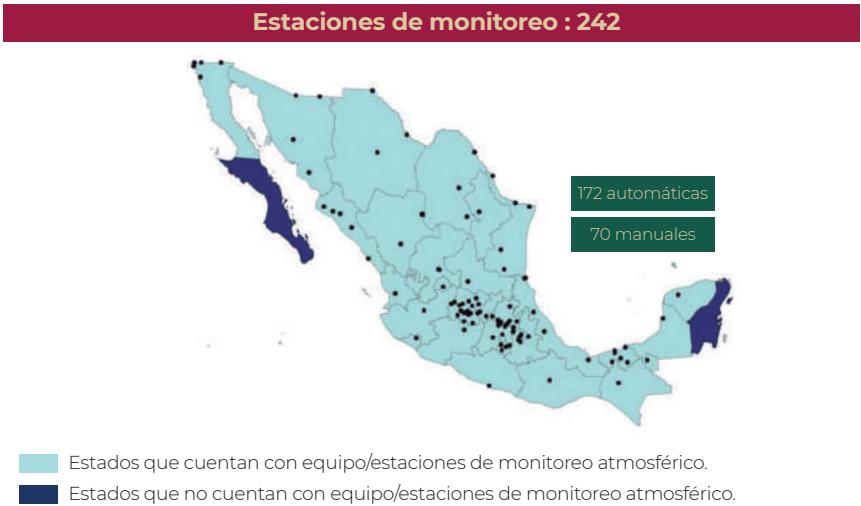 Estaciones de monitoreo : 242
172 automáticas
70 manuales
Estados que cuentan con equipo/estaciones de monitoreo atmosférico.
Estados que no cuentan con equipo/estaciones de monitoreo atmosférico.